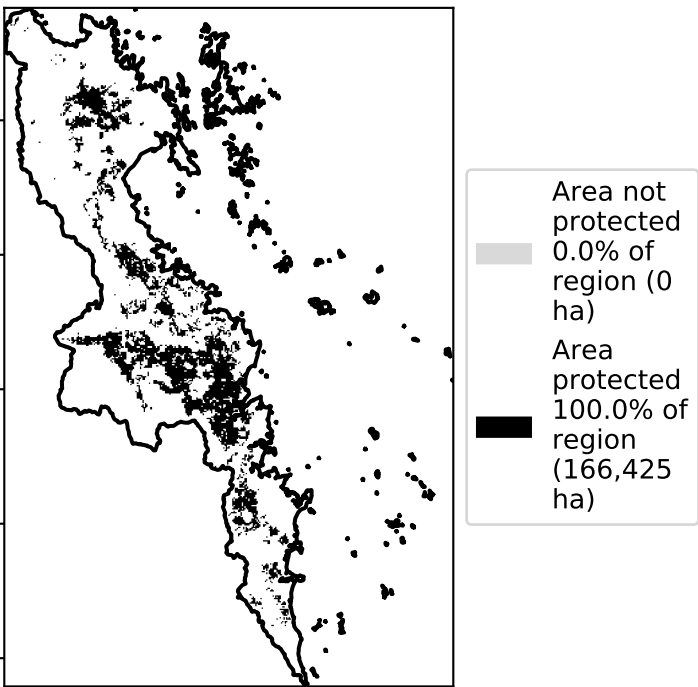 Area not
protected
0.0% of
region (0
ha)
Area
protected
100.0% of
region
(166,425
ha)